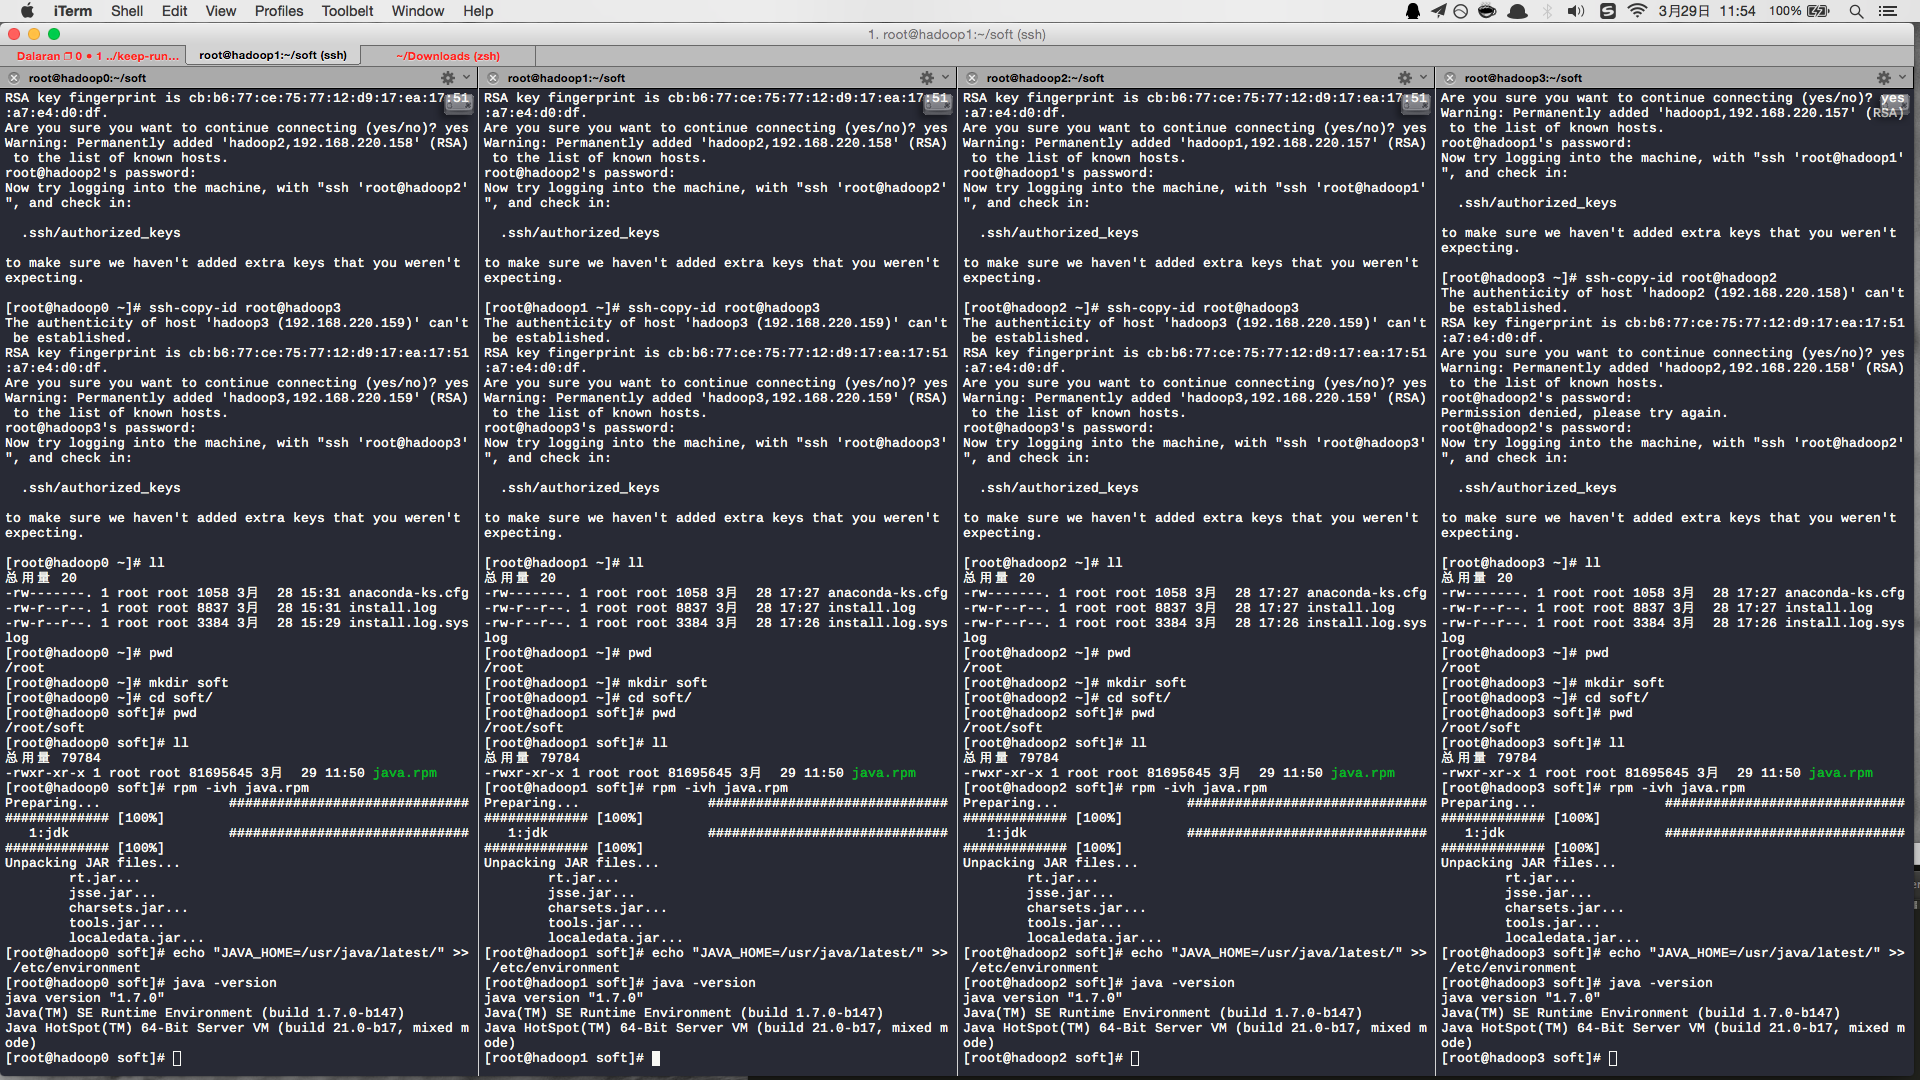 iTerm Shell Edit View Profiles Toolbelt Window Help 3月29日 11:54 100%
1. root@hadoop1:~/soft (ssh)
Dalaran ❐ 0 ● 1 ../keep-run... root@hadoop1:~/soft (ssh) ~/Downloads (zsh)
root@hadoop0:~/soft
RSA key fingerprint is cb:b6:77:ce:75:77:12:d9:17:ea:17:51
:a7:e4:d0:df.
Are you sure you want to continue connecting (yes/no)? yes
Warning: Permanently added 'hadoop2,192.168.220.158' (RSA)
 to the list of known hosts.
root@hadoop2's password:
Now try logging into the machine, with "ssh 'root@hadoop2'
", and check in:
  .ssh/authorized_keys
to make sure we haven't added extra keys that you weren't
expecting.
[root@hadoop0 ~]# ssh-copy-id root@hadoop3
The authenticity of host 'hadoop3 (192.168.220.159)' can't
 be established.
RSA key fingerprint is cb:b6:77:ce:75:77:12:d9:17:ea:17:51
:a7:e4:d0:df.
Are you sure you want to continue connecting (yes/no)? yes
Warning: Permanently added 'hadoop3,192.168.220.159' (RSA)
 to the list of known hosts.
root@hadoop3's password:
Now try logging into the machine, with "ssh 'root@hadoop3'
", and check in:
  .ssh/authorized_keys
to make sure we haven't added extra keys that you weren't
expecting.
[root@hadoop0 ~]# ll
总用量 20
-rw-------. 1 root root 1058 3月  28 15:31 anaconda-ks.cfg
-rw-r--r--. 1 root root 8837 3月  28 15:31 install.log
-rw-r--r--. 1 root root 3384 3月  28 15:29 install.log.sys
log
[root@hadoop0 ~]# pwd
/root
[root@hadoop0 ~]# mkdir soft
[root@hadoop0 ~]# cd soft/
[root@hadoop0 soft]# pwd
/root/soft
[root@hadoop0 soft]# ll
总用量 79784
-rwxr-xr-x 1 root root 81695645 3月  29 11:50 java.rpm
[root@hadoop0 soft]# rpm -ivh java.rpm
Preparing...                ##############################
############# [100%]
   1:jdk                    ##############################
############# [100%]
Unpacking JAR files...
        rt.jar...
        jsse.jar...
        charsets.jar...
        tools.jar...
        localedata.jar...
[root@hadoop0 soft]# echo "JAVA_HOME=/usr/java/latest/" >>
 /etc/environment
[root@hadoop0 soft]# java -version
java version "1.7.0"
Java(TM) SE Runtime Environment (build 1.7.0-b147)
Java HotSpot(TM) 64-Bit Server VM (build 21.0-b17, mixed m
ode)
[root@hadoop0 soft]#
root@hadoop1:~/soft
RSA key fingerprint is cb:b6:77:ce:75:77:12:d9:17:ea:17:51
:a7:e4:d0:df.
Are you sure you want to continue connecting (yes/no)? yes
Warning: Permanently added 'hadoop2,192.168.220.158' (RSA)
 to the list of known hosts.
root@hadoop2's password:
Now try logging into the machine, with "ssh 'root@hadoop2'
", and check in:
  .ssh/authorized_keys
to make sure we haven't added extra keys that you weren't
expecting.
[root@hadoop1 ~]# ssh-copy-id root@hadoop3
The authenticity of host 'hadoop3 (192.168.220.159)' can't
 be established.
RSA key fingerprint is cb:b6:77:ce:75:77:12:d9:17:ea:17:51
:a7:e4:d0:df.
Are you sure you want to continue connecting (yes/no)? yes
Warning: Permanently added 'hadoop3,192.168.220.159' (RSA)
 to the list of known hosts.
root@hadoop3's password:
Now try logging into the machine, with "ssh 'root@hadoop3'
", and check in:
  .ssh/authorized_keys
to make sure we haven't added extra keys that you weren't
expecting.
[root@hadoop1 ~]# ll
总用量 20
-rw-------. 1 root root 1058 3月  28 17:27 anaconda-ks.cfg
-rw-r--r--. 1 root root 8837 3月  28 17:27 install.log
-rw-r--r--. 1 root root 3384 3月  28 17:26 install.log.sys
log
[root@hadoop1 ~]# pwd
/root
[root@hadoop1 ~]# mkdir soft
[root@hadoop1 ~]# cd soft/
[root@hadoop1 soft]# pwd
/root/soft
[root@hadoop1 soft]# ll
总用量 79784
-rwxr-xr-x 1 root root 81695645 3月  29 11:50 java.rpm
[root@hadoop1 soft]# rpm -ivh java.rpm
Preparing...                ##############################
############# [100%]
   1:jdk                    ##############################
############# [100%]
Unpacking JAR files...
        rt.jar...
        jsse.jar...
        charsets.jar...
        tools.jar...
        localedata.jar...
[root@hadoop1 soft]# echo "JAVA_HOME=/usr/java/latest/" >>
 /etc/environment
[root@hadoop1 soft]# java -version
java version "1.7.0"
Java(TM) SE Runtime Environment (build 1.7.0-b147)
Java HotSpot(TM) 64-Bit Server VM (build 21.0-b17, mixed m
ode)
[root@hadoop1 soft]#
root@hadoop2:~/soft
RSA key fingerprint is cb:b6:77:ce:75:77:12:d9:17:ea:17:51
:a7:e4:d0:df.
Are you sure you want to continue connecting (yes/no)? yes
Warning: Permanently added 'hadoop1,192.168.220.157' (RSA)
 to the list of known hosts.
root@hadoop1's password:
Now try logging into the machine, with "ssh 'root@hadoop1'
", and check in:
  .ssh/authorized_keys
to make sure we haven't added extra keys that you weren't
expecting.
[root@hadoop2 ~]# ssh-copy-id root@hadoop3
The authenticity of host 'hadoop3 (192.168.220.159)' can't
 be established.
RSA key fingerprint is cb:b6:77:ce:75:77:12:d9:17:ea:17:51
:a7:e4:d0:df.
Are you sure you want to continue connecting (yes/no)? yes
Warning: Permanently added 'hadoop3,192.168.220.159' (RSA)
 to the list of known hosts.
root@hadoop3's password:
Now try logging into the machine, with "ssh 'root@hadoop3'
", and check in:
  .ssh/authorized_keys
to make sure we haven't added extra keys that you weren't
expecting.
[root@hadoop2 ~]# ll
总用量 20
-rw-------. 1 root root 1058 3月  28 17:27 anaconda-ks.cfg
-rw-r--r--. 1 root root 8837 3月  28 17:27 install.log
-rw-r--r--. 1 root root 3384 3月  28 17:26 install.log.sys
log
[root@hadoop2 ~]# pwd
/root
[root@hadoop2 ~]# mkdir soft
[root@hadoop2 ~]# cd soft/
[root@hadoop2 soft]# pwd
/root/soft
[root@hadoop2 soft]# ll
总用量 79784
-rwxr-xr-x 1 root root 81695645 3月  29 11:50 java.rpm
[root@hadoop2 soft]# rpm -ivh java.rpm
Preparing...                ##############################
############# [100%]
   1:jdk                    ##############################
############# [100%]
Unpacking JAR files...
        rt.jar...
        jsse.jar...
        charsets.jar...
        tools.jar...
        localedata.jar...
[root@hadoop2 soft]# echo "JAVA_HOME=/usr/java/latest/" >>
 /etc/environment
[root@hadoop2 soft]# java -version
java version "1.7.0"
Java(TM) SE Runtime Environment (build 1.7.0-b147)
Java HotSpot(TM) 64-Bit Server VM (build 21.0-b17, mixed m
ode)
[root@hadoop2 soft]#
root@hadoop3:~/soft
Are you sure you want to continue connecting (yes/no)? yes
Warning: Permanently added 'hadoop1,192.168.220.157' (RSA)
 to the list of known hosts.
root@hadoop1's password:
Now try logging into the machine, with "ssh 'root@hadoop1'
", and check in:
  .ssh/authorized_keys
to make sure we haven't added extra keys that you weren't
expecting.
[root@hadoop3 ~]# ssh-copy-id root@hadoop2
The authenticity of host 'hadoop2 (192.168.220.158)' can't
 be established.
RSA key fingerprint is cb:b6:77:ce:75:77:12:d9:17:ea:17:51
:a7:e4:d0:df.
Are you sure you want to continue connecting (yes/no)? yes
Warning: Permanently added 'hadoop2,192.168.220.158' (RSA)
 to the list of known hosts.
root@hadoop2's password:
Permission denied, please try again.
root@hadoop2's password:
Now try logging into the machine, with "ssh 'root@hadoop2'
", and check in:
  .ssh/authorized_keys
to make sure we haven't added extra keys that you weren't
expecting.
[root@hadoop3 ~]# ll
总用量 20
-rw-------. 1 root root 1058 3月  28 17:27 anaconda-ks.cfg
-rw-r--r--. 1 root root 8837 3月  28 17:27 install.log
-rw-r--r--. 1 root root 3384 3月  28 17:26 install.log.sys
log
[root@hadoop3 ~]# pwd
/root
[root@hadoop3 ~]# mkdir soft
[root@hadoop3 ~]# cd soft/
[root@hadoop3 soft]# pwd
/root/soft
[root@hadoop3 soft]# ll
总用量 79784
-rwxr-xr-x 1 root root 81695645 3月  29 11:50 java.rpm
[root@hadoop3 soft]# rpm -ivh java.rpm
Preparing...                ##############################
############# [100%]
   1:jdk                    ##############################
############# [100%]
Unpacking JAR files...
        rt.jar...
        jsse.jar...
        charsets.jar...
        tools.jar...
        localedata.jar...
[root@hadoop3 soft]# echo "JAVA_HOME=/usr/java/latest/" >>
 /etc/environment
[root@hadoop3 soft]# java -version
java version "1.7.0"
Java(TM) SE Runtime Environment (build 1.7.0-b147)
Java HotSpot(TM) 64-Bit Server VM (build 21.0-b17, mixed m
ode)
[root@hadoop3 soft]#